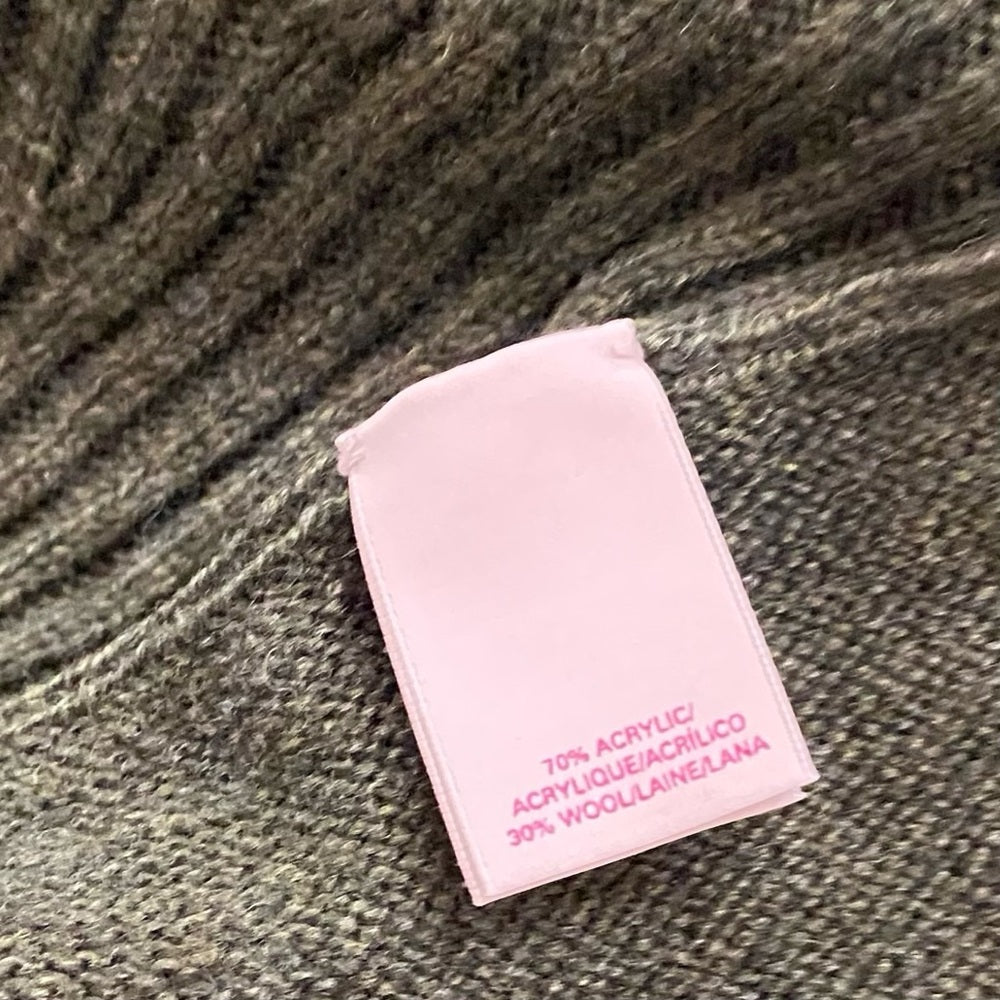 70% ACRYLIC/
ACRYLIQUE/ACRÍLICO
30% WOOL/LAINE/LANA